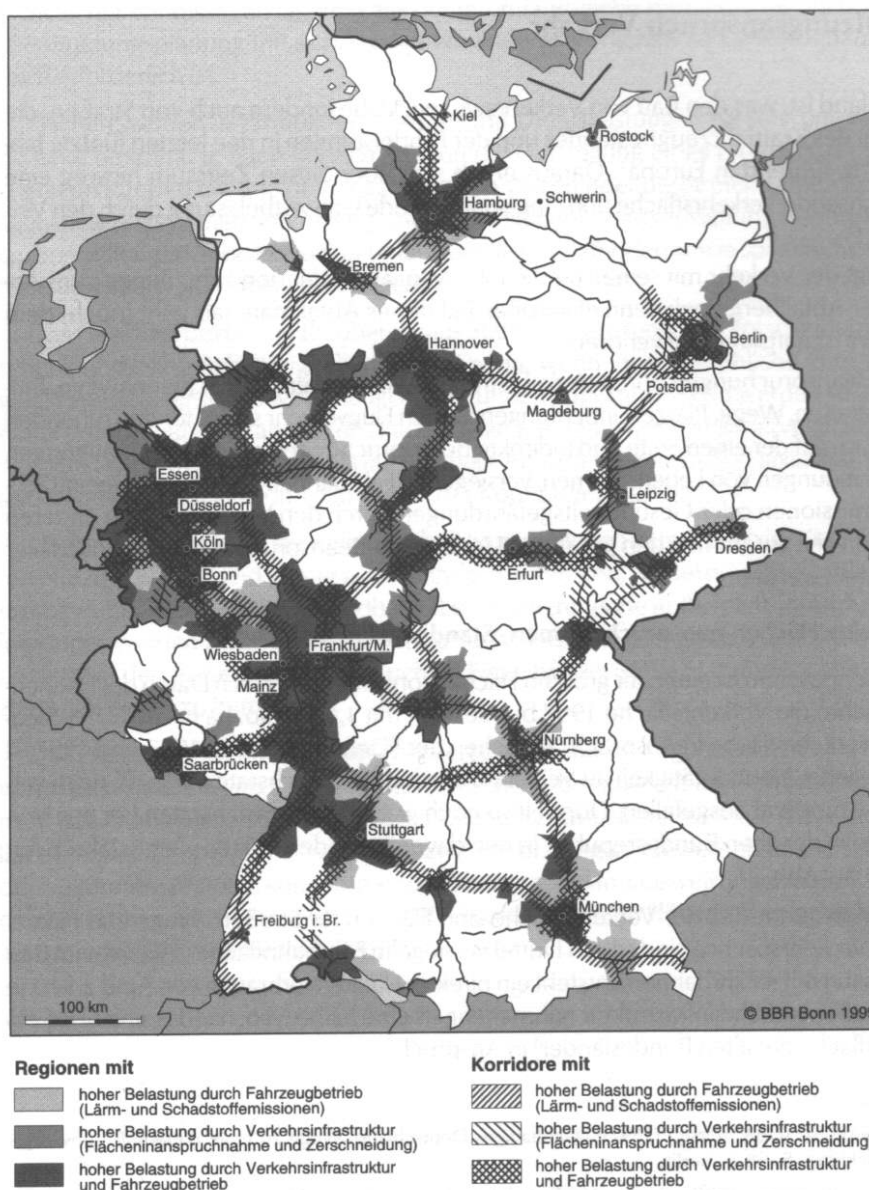 Kiel
Rostock
Hamburg
Schwerin
Bremen
Berlin
Hannover
Potsdam
Magdeburg
Essen
Düsseldorf
Leipzig
Köln
Dresden
Bonn
Erfurt
Wiesbaden
Frankfurt/M.
Mainz
Nürnberg
Saarbrücken
Stuttgart
München
Freiburg i. Br.
100 km
© BBR Bonn 1999
Regionen mit
hoher Belastung durch Fahrzeugbetrieb
(Lärm- und Schadstoffemissionen)
hoher Belastung durch Verkehrsinfrastruktur
(Flächeninanspruchnahme und Zerschneidung)
hoher Belastung durch Verkehrsinfrastruktur
und Fahrzeugbetrieb
Korridore mit
hoher Belastung durch Fahrzeugbetrieb
(Lärm- und Schadstoffemissionen)
hoher Belastung durch Verkehrsinfrastruktur
(Flächeninanspruchnahme und Zerschneidung
hoher Belastung durch Verkehrsinfrastruktur
und Fahrzeugbetrieb